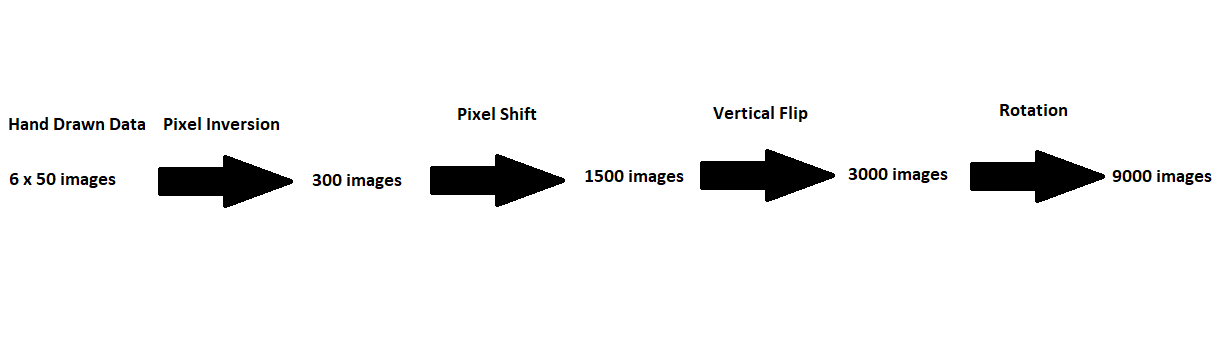 Hand Drawn Data
Pixel Inversion
Pixel Shift
Vertical Flip
Rotation
6 x 50 images
300 images
1500 images
3000 images
9000 images